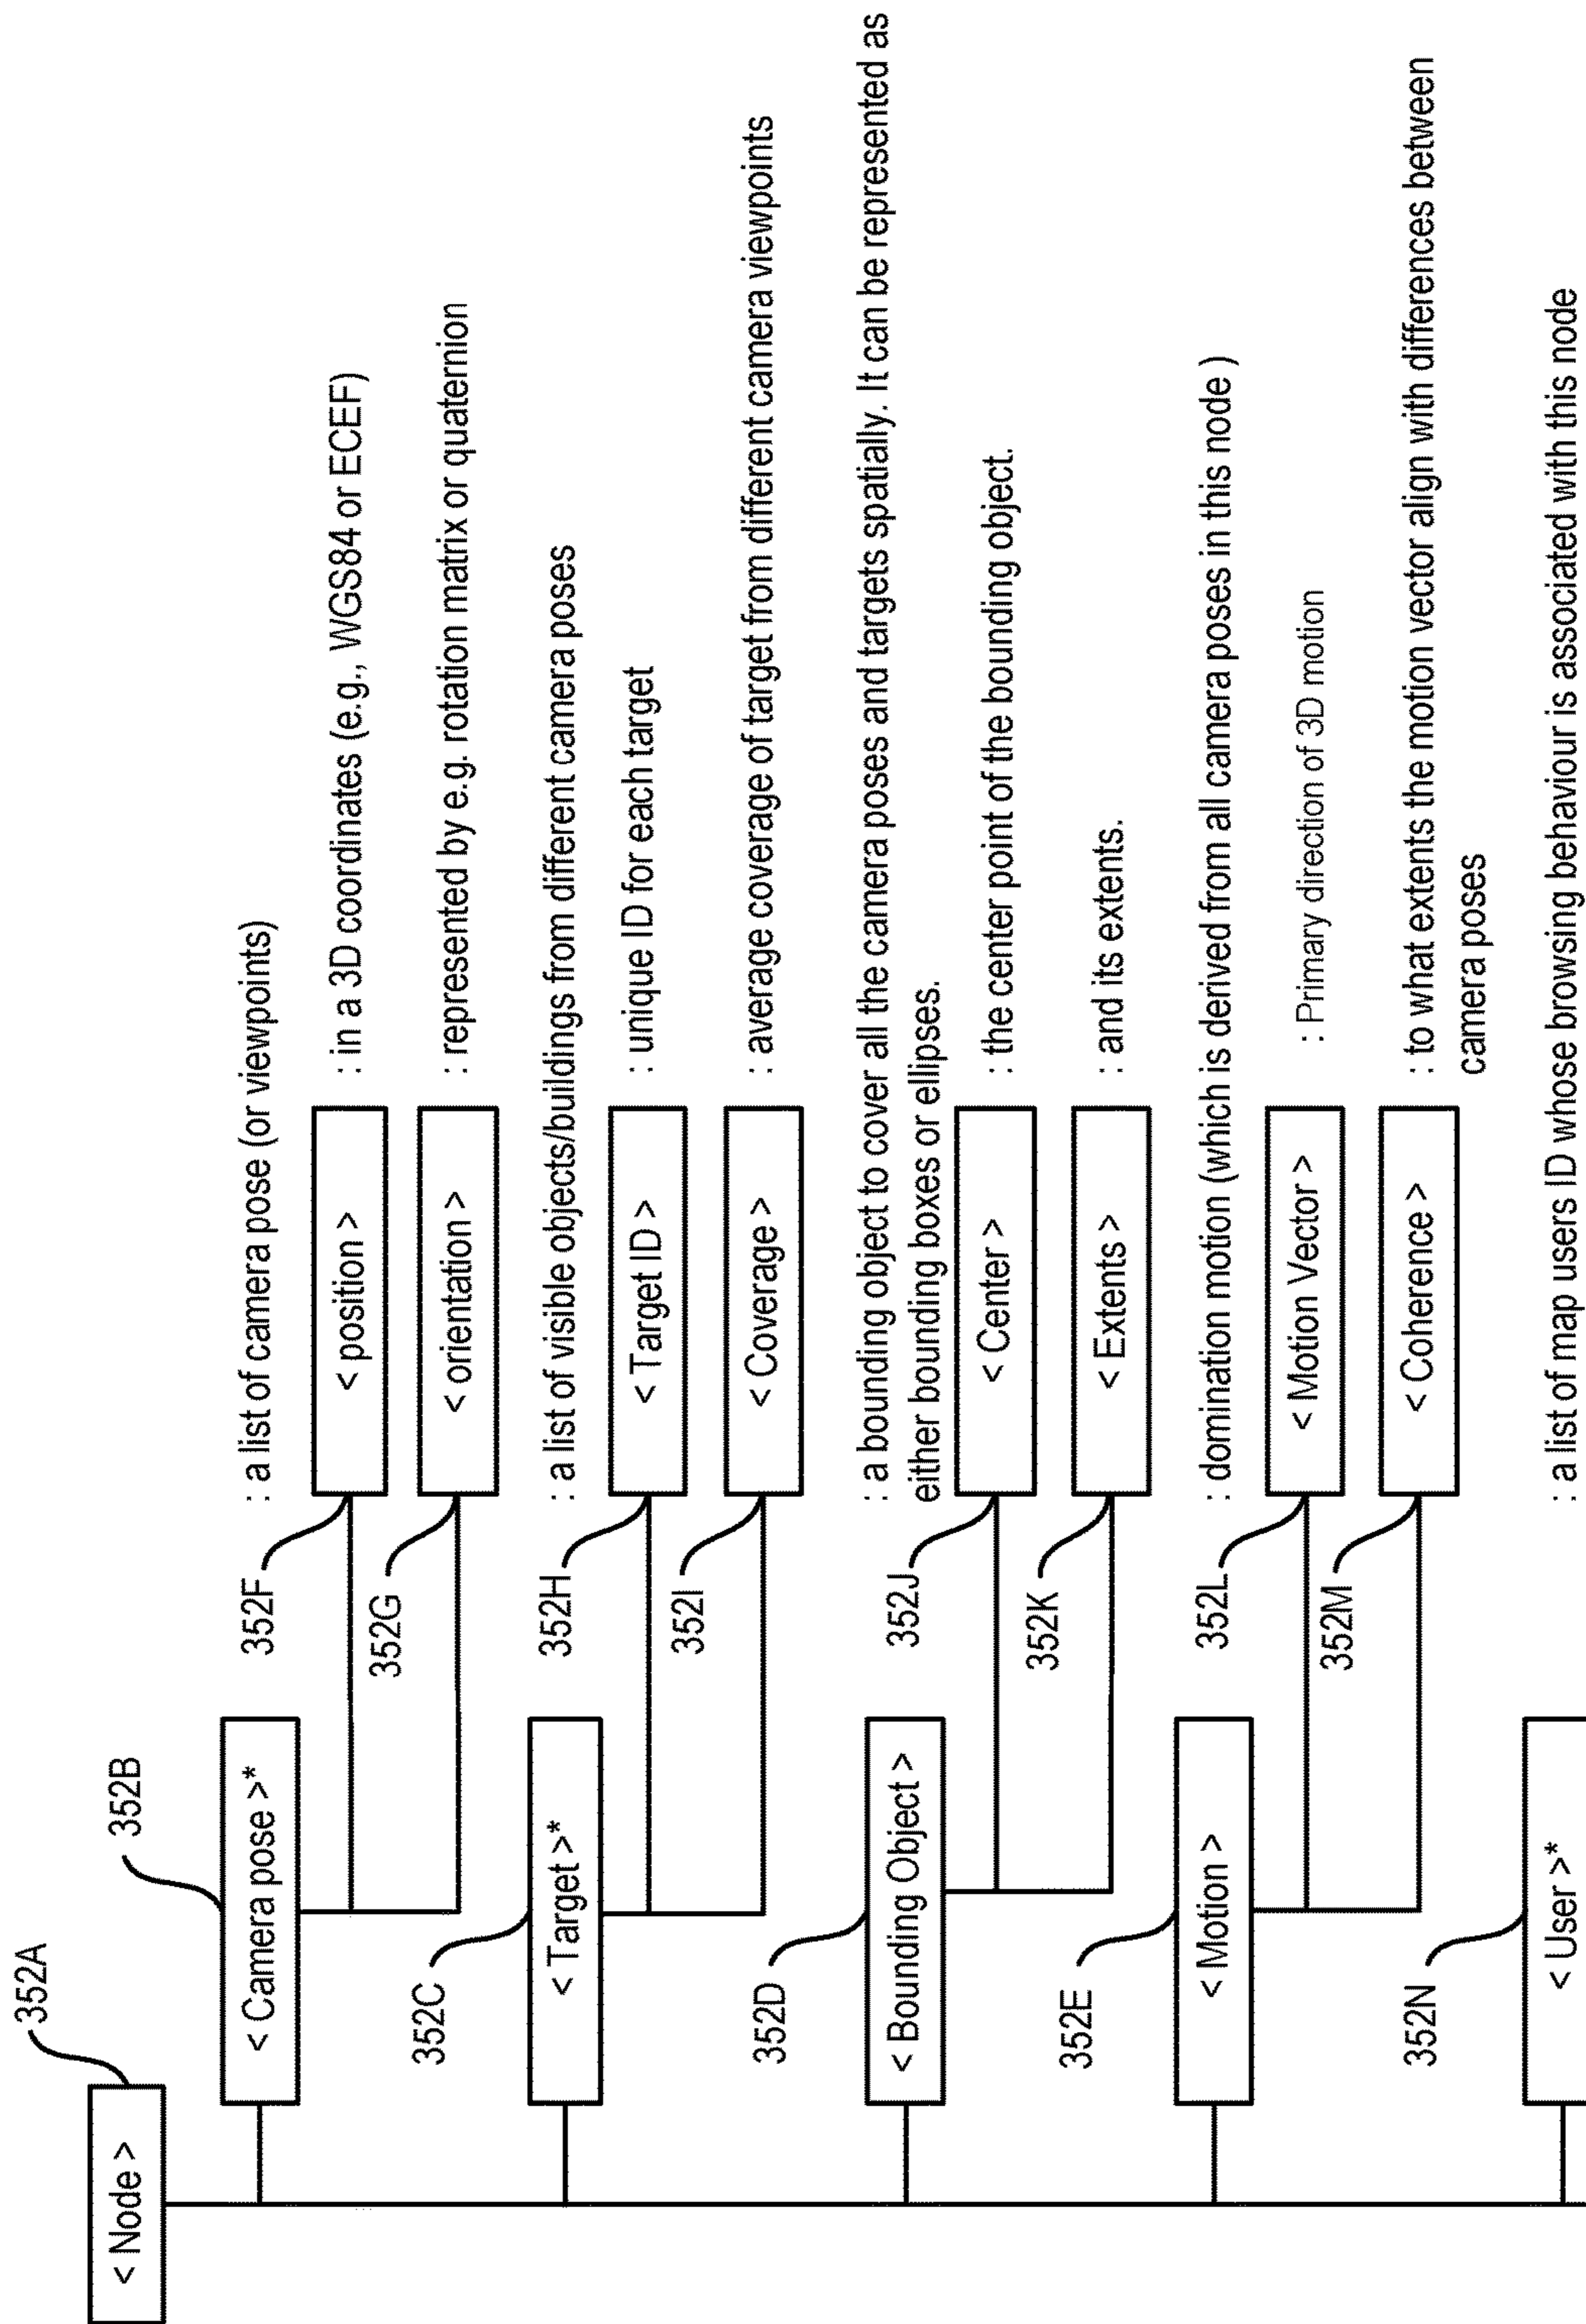 352A
< Node >
352B
< Camera pose >*
: a list of camera pose (or viewpoints)
352F
< position >
: in a 3D coordinates (e.g., WGS84 or ECEF)
352G
< orientation >
: represented by e.g. rotation matrix or quaternion
352C
< Target >*
: a list of visible objects/buildings from different camera poses
352H
< Target ID >
: unique ID for each target
352I
< Coverage >
: average coverage of target from different camera viewpoints
352D
< Bounding Object >
: a bounding object to cover all the camera poses and targets spatially. It can be represented as
either bounding boxes or ellipses.
352J
< Center >
: the center point of the bounding object.
352K
< Extents >
: and its extents.
352E
< Motion >
: domination motion (which is derived from all camera poses in this node )
352L
< Motion Vector >
: Primary direction of 3D motion
352M
< Coherence >
: to what extents the motion vector align with differences between
camera poses
352N
< User >*
: a list of map users ID whose browsing behaviour is associated with this node